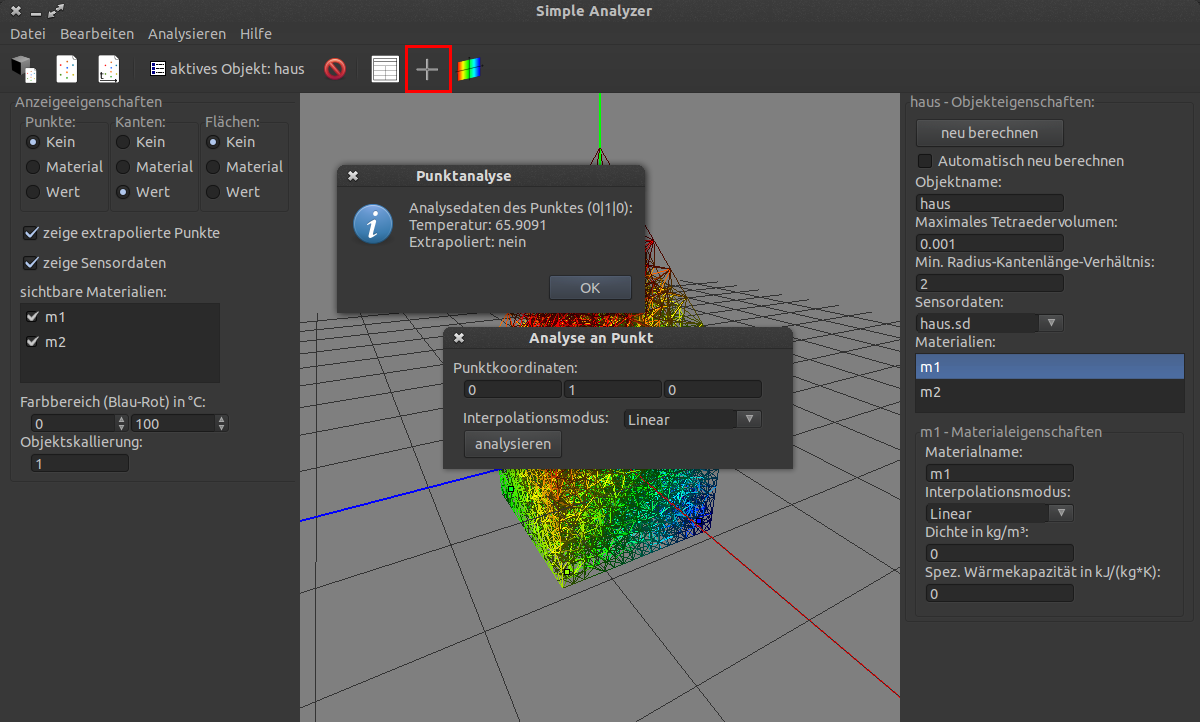 Simple Analyzer
Datei Bearbeiten Analysieren Hilfe
t.
aktives Objekt: haus
Anzeigeeigenschaften
Punkte: Kanten: Flächen:
Kein Kein Kein
Material Material Material
Wert Wert Wert
zeige extrapolierte Punkte
zeige Sensordaten
sichtbare Materialien:
m1
m2
Farbbereich (Blau-Rot) in °C:
0 100
Objektskallierung:
1
Punktanalyse
i
Analysedaten des Punktes (0|1|0):
Temperatur: 65.9091
Extrapoliert: nein
OK
Analyse an Punkt
Punktkoordinaten:
0 1 0
Interpolationsmodus: Linear
analysieren
haus - Objekteigenschaften:
neu berechnen
Automatisch neu berechnen
Objektname:
haus
Maximales Tetraedervolumen:
0.001
Min. Radius-Kantenlänge-Verhältnis:
2
Sensordaten:
haus.sd
Materialien:
m1
m2
m1 - Materialeigenschaften
Materialname:
m1
Interpolationsmodus:
Linear
Dichte in kg/m³:
0
Spez. Wärmekapazität in kJ/(kg*K):
0